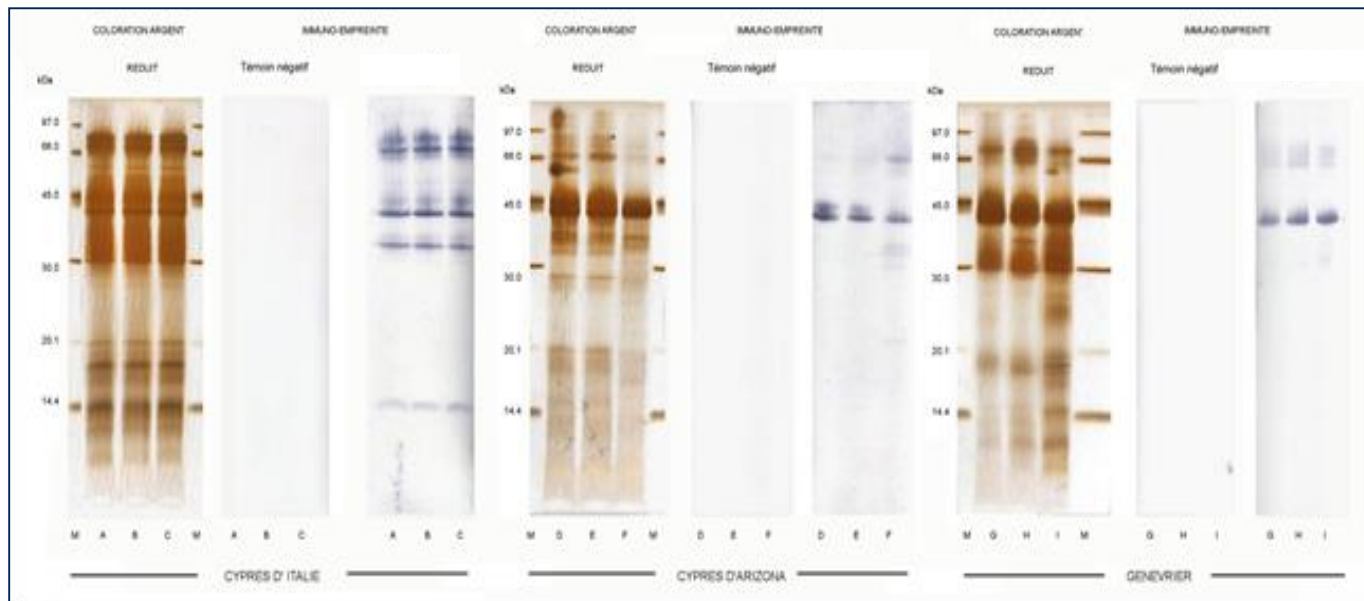 COLORATION ARGENT IMMUNO-EMPREINTE COLORATION ARGENT IMMUNO-EMPREINTE COLORATION ARGENT IMMUNO-EMPREINTE
REDUIT Témoin négatif REDUIT Témoin négatif REDUIT Témoin négatif
kDa kDa kDa
97.0 97.0 97.0
66.0 66.0 66.0
45.0 45.0 45.0
30.0 30.0 30.0
20.1 20.1 20.1
14.4 14.4 14.4
M A B C M A B C A B C M D E F M D E F D E F M G H I M G H I G H I
CYPRES D' ITALIE CYPRES D'ARIZONA GENEVRIER